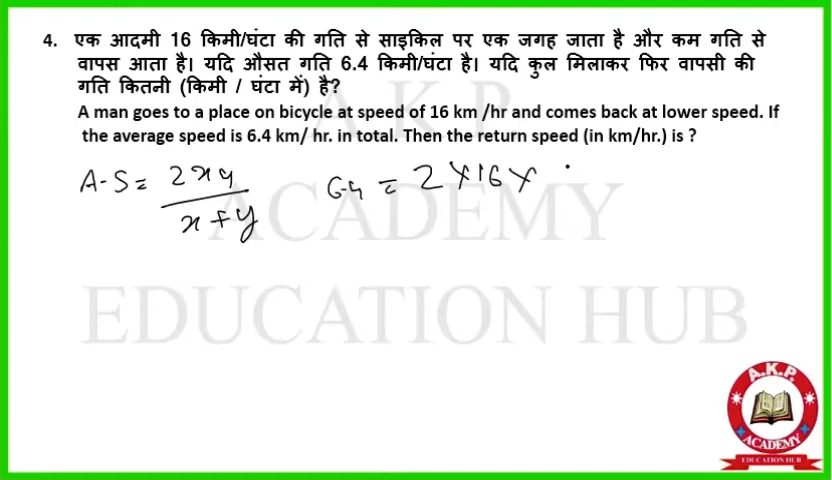 4. एक आदमी 16 किमी/घंटा की गति से साइकिल पर एक जगह जाता है और कम गति से
वापस आता है। यदि औसत गति 6.4 किमी/घंटा है। यदि कुल मिलाकर फिर वापसी की
गति कितनी (किमी / घंटा में) है?
A man goes to a place on bicycle at speed of 16 km /hr and comes back at lower speed. If
the average speed is 6.4 km/ hr. in total. Then the return speed (in km/hr.) is ?
A-S = 2xy / x+y
6.4 = 2×16×
A K P
ACADEMY
EDUCATION HUB
A.K.P.
ACADEMY
EDUCATION HUB